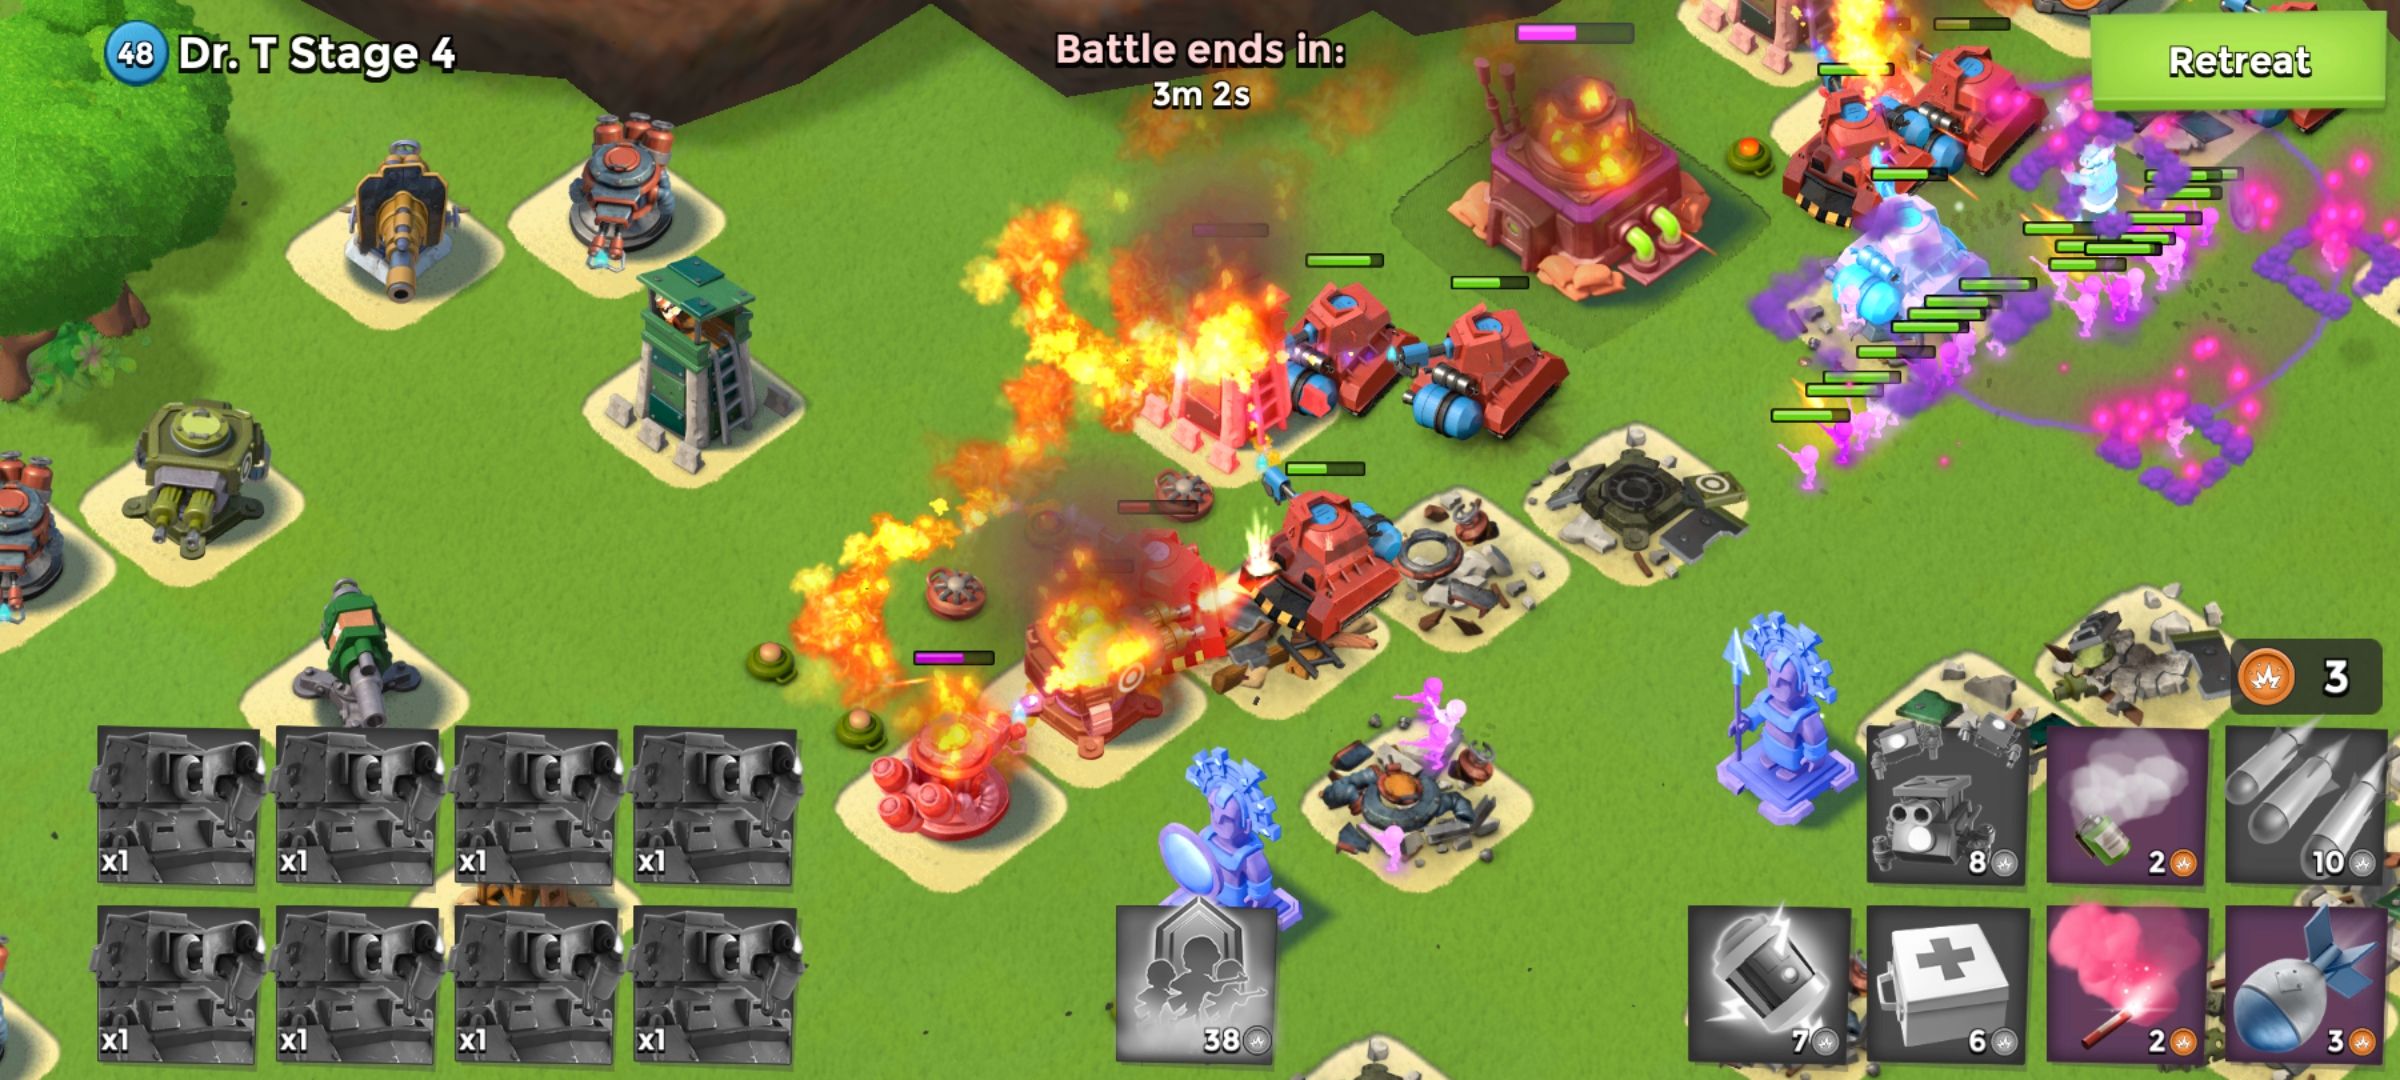 48 Dr. T Stage 4
Battle ends in:
3m 2s
Retreat
3
x1 x1 x1 x1
8 2 10
x1 x1 x1 x1
38
7 6 2 3